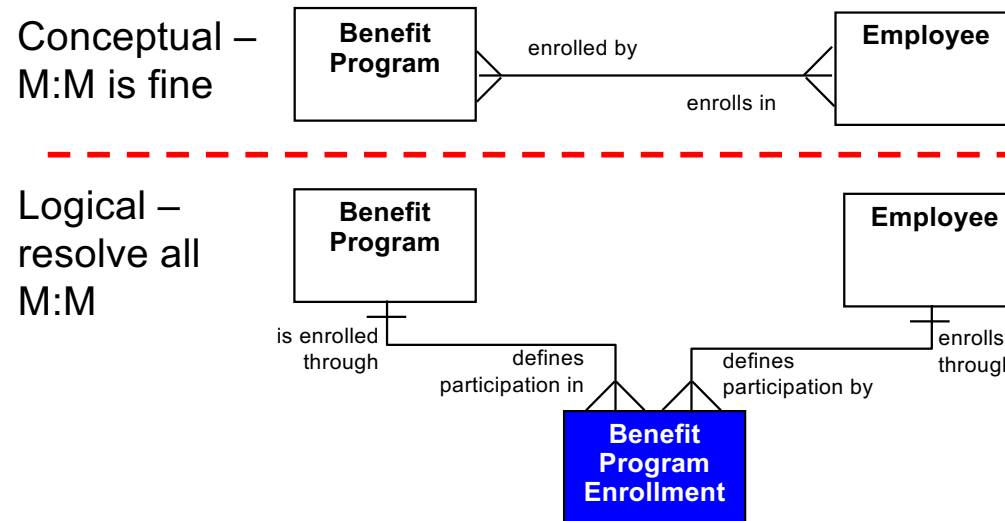 Conceptual –
M:M is fine
Benefit
Program
enrolled by
enrolls in
Employee
Logical –
resolve all
M:M
Benefit
Program
Employee
is enrolled
through
defines
participation in
defines
participation by
enrolls
through
Benefit
Program
Enrollment